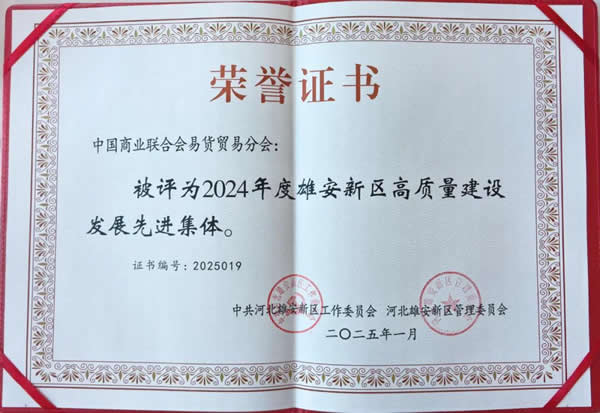 荣誉证书
中国商业联合会易货贸易分会：
被评为2024年度雄安新区高质量建设
发展先进集体。
证书编号：2025019
中共河北雄安新区工作委员会 河北雄安新区管理委员会
二〇二五年一月